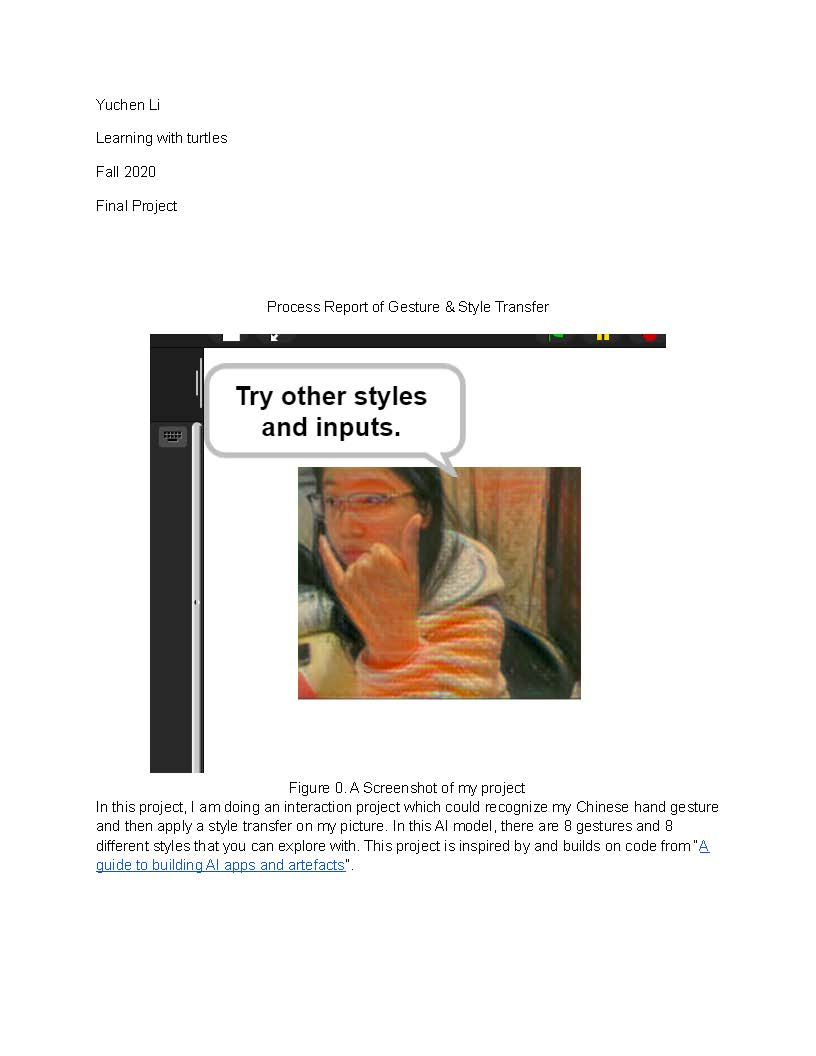 Yuchen Li
Learning with turtles
Fall 2020
Final Project
Process Report of Gesture & Style Transfer
Try other styles
and inputs.
Figure 0. A Screenshot of my project
In this project, I am doing an interaction project which could recognize my Chinese hand gesture
and then apply a style transfer on my picture. In this AI model, there are 8 gestures and 8
different styles that you can explore with. This project is inspired by and builds on code from “A
guide to building AI apps and artefacts”.